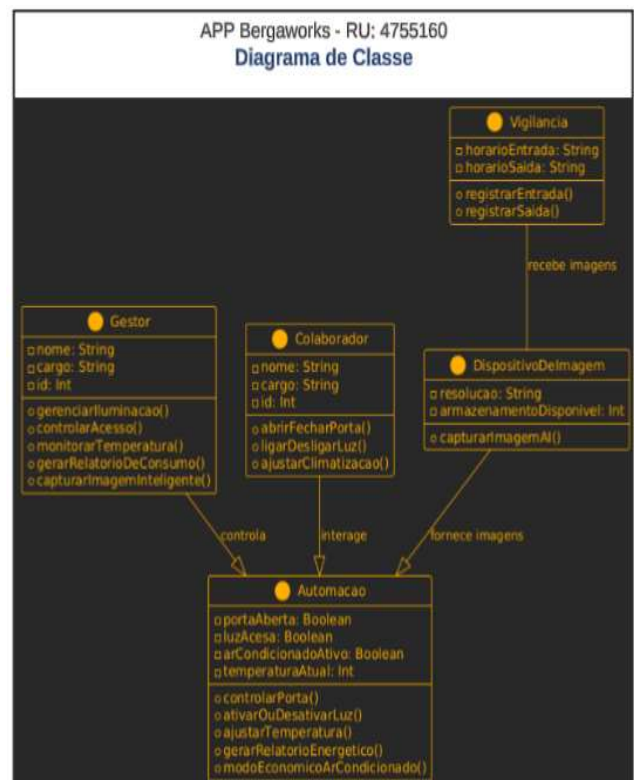 APP Bergaworks - RU: 4755160
Diagrama de Classe
Vigilancia
horarioEntrada: String
horarioSaida: String
registrarEntrada()
registrarSaida()
recebe imagens
Gestor
nome: String
cargo: String
id: Int
gerenciarIluminacao()
controlarAcesso()
monitorarTemperatura()
gerarRelatorioDeConsumo()
capturarImagemInteligente()
Colaborador
nome: String
cargo: String
id: Int
abrirFecharPorta()
ligarDesligarLuz()
ajustarClimatizacao()
DispositivoDeImagem
resolucao: String
armazenamentoDisponivel: Int
capturarImagemAI()
controla
interage
fornece imagens
Automacao
portaAberta: Boolean
luzAcesa: Boolean
arCondicionadoAtivo: Boolean
temperaturaAtual: Int
controlarPorta()
ativarOuDesativarLuz()
ajustarTemperatura()
gerarRelatorioEnergetico()
modoEconomicoArCondicionado()